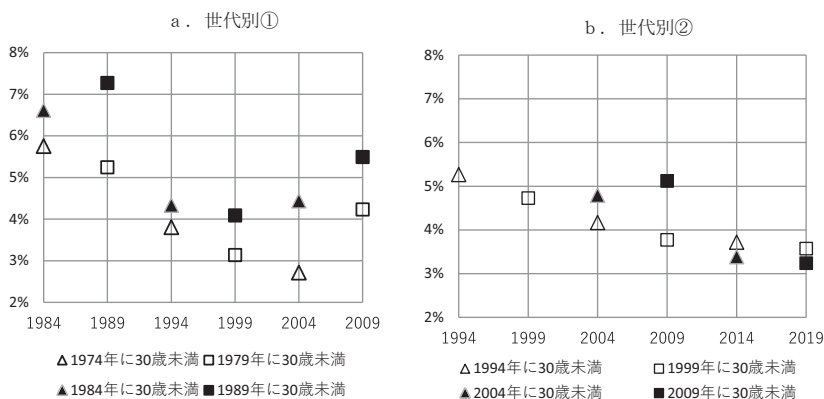 a．世代別①
8%
7%
6%
5%
4%
3%
2%
1984 1989 1994 1999 2004 2009
△1974年に30歳未満 □1979年に30歳未満
▲1984年に30歳未満 ■1989年に30歳未満
b．世代別②
8%
7%
6%
5%
4%
3%
2%
1994 1999 2004 2009 2014 2019
△1994年に30歳未満 □1999年に30歳未満
▲2004年に30歳未満 ■2009年に30歳未満